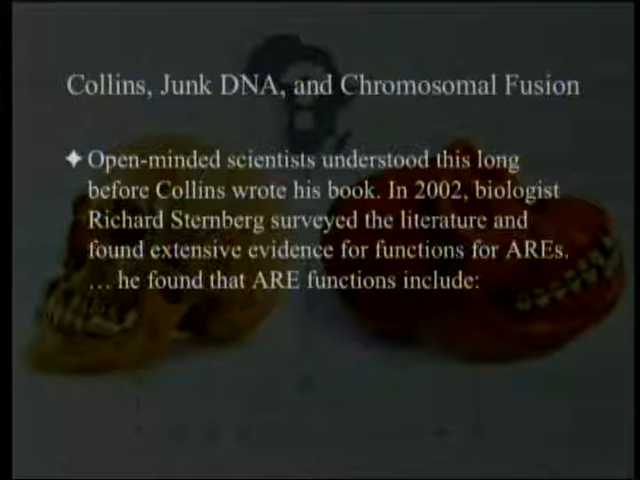 Collins, Junk DNA, and Chromosomal Fusion
✦ Open-minded scientists understood this long
before Collins wrote his book. In 2002, biologist
Richard Sternberg surveyed the literature and
found extensive evidence for functions for AREs.
… he found that ARE functions include: